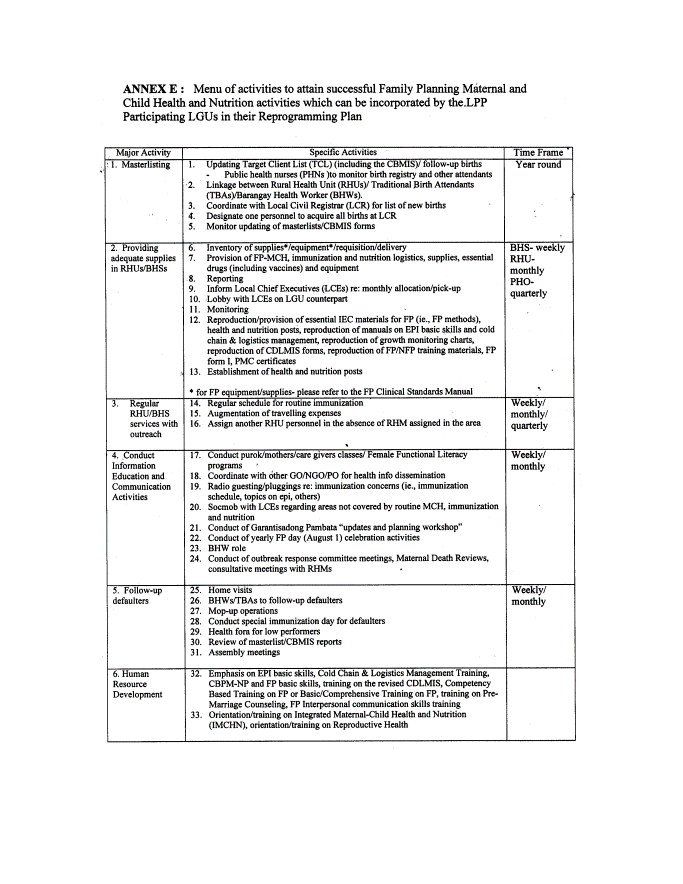 ANNEX E : Menu of activities to attain successful Family Planning Maternal and
Child Health and Nutrition activities which can be incorporated by the LPP
Participating LGUs in their Reprogramming Plan
Major Activity
Specific Activities
Time Frame
1. Masterlisting
1. Updating Target Client List (TCL) (including the CBMIS)/ follow-up births
- Public health nurses (PHNs )to monitor birth registry and other attendants
2. Linkage between Rural Health Unit (RHUs)/ Traditional Birth Attendants
(TBAs)/Barangay Health Worker (BHWs).
3. Coordinate with Local Civil Registrar (LCR) for list of new births
4. Designate one personnel to acquire all births at LCR
5. Monitor updating of masterlists/CBMIS forms
Year round
2. Providing
adequate supplies
in RHUs/BHSs
6. Inventory of supplies*/equipment*/requisition/delivery
7. Provision of FP-MCH, immunization and nutrition logistics, supplies, essential
drugs (including vaccines) and equipment
8. Reporting
9. Inform Local Chief Executives (LCEs) re: monthly allocation/pick-up
10. Lobby with LCEs on LGU counterpart
11. Monitoring
12. Reproduction/provision of essential IEC materials for FP (ie., FP methods),
health and nutrition posts, reproduction of manuals on EPI basic skills and cold
chain & logistics management, reproduction of growth monitoring charts,
reproduction of CDLMIS forms, reproduction of FP/NFP training materials, FP
form I, PMC certificates
13. Establishment of health and nutrition posts
* for FP equipment/supplies- please refer to the FP Clinical Standards Manual
BHS- weekly
RHU-
monthly
PHO-
quarterly
3. Regular
RHU/BHS
services with
outreach
14. Regular schedule for routine immunization
15. Augmentation of travelling expenses
16. Assign another RHU personnel in the absence of RHM assigned in the area
Weekly/
monthly/
quarterly
4. Conduct
Information
Education and
Communication
Activities
17. Conduct purok/mothers/care givers classes/ Female Functional Literacy
programs
18. Coordinate with other GO/NGO/PO for health info dissemination
19. Radio guesting/pluggings re: immunization concerns (ie., immunization
schedule, topics on epi, others)
20. Socmob with LCEs regarding areas not covered by routine MCH, immunization
and nutrition
21. Conduct of Garantisadong Pambata “updates and planning workshop”
22. Conduct of yearly FP day (August 1) celebration activities
23. BHW role
24. Conduct of outbreak response committee meetings, Maternal Death Reviews,
consultative meetings with RHMs
Weekly/
monthly
5. Follow-up
defaulters
25. Home visits
26. BHWs/TBAs to follow-up defaulters
27. Mop-up operations
28. Conduct special immunization day for defaulters
29. Health fora for low performers
30. Review of masterlist/CBMIS reports
31. Assembly meetings
Weekly/
monthly
6. Human
Resource
Development
32. Emphasis on EPI basic skills, Cold Chain & Logistics Management Training,
CBPM-NP and FP basic skills, training on the revised CDLMIS, Competency
Based Training on FP or Basic/Comprehensive Training on FP, training on Pre-
Marriage Counseling, FP Interpersonal communication skills training
33. Orientation/training on Integrated Maternal-Child Health and Nutrition
(IMCHN), orientation/training on Reproductive Health